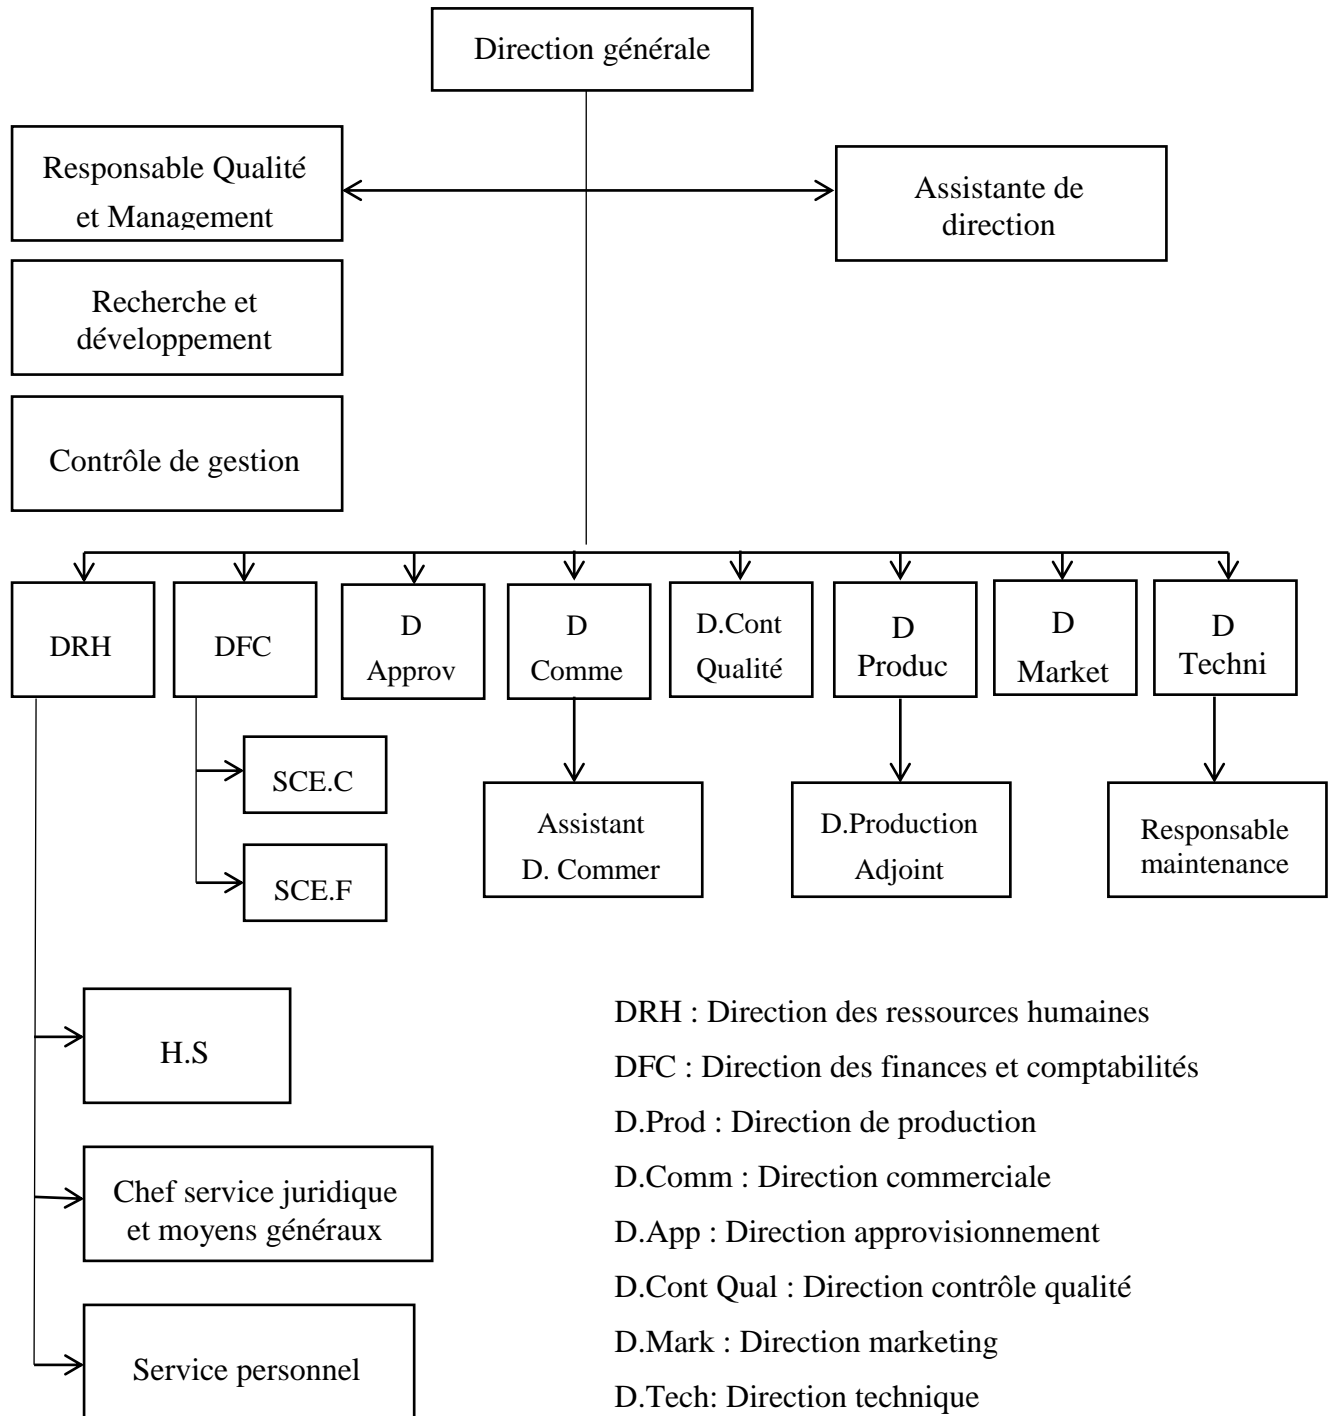 Direction générale
Responsable Qualité
et Management
Assistante de
direction
Recherche et
développement
Contrôle de gestion
DRH
DFC
D
Approv
D
Comme
D.Cont
Qualité
D
Produc
D
Market
D
Techni
SCE.C
SCE.F
Assistant
D. Commer
D.Production
Adjoint
Responsable
maintenance
H.S
Chef service juridique
et moyens généraux
Service personnel
DRH : Direction des ressources humaines
DFC : Direction des finances et comptabilités
D.Prod : Direction de production
D.Comm : Direction commerciale
D.App : Direction approvisionnement
D.Cont Qual : Direction contrôle qualité
D.Mark : Direction marketing
D.Tech: Direction technique